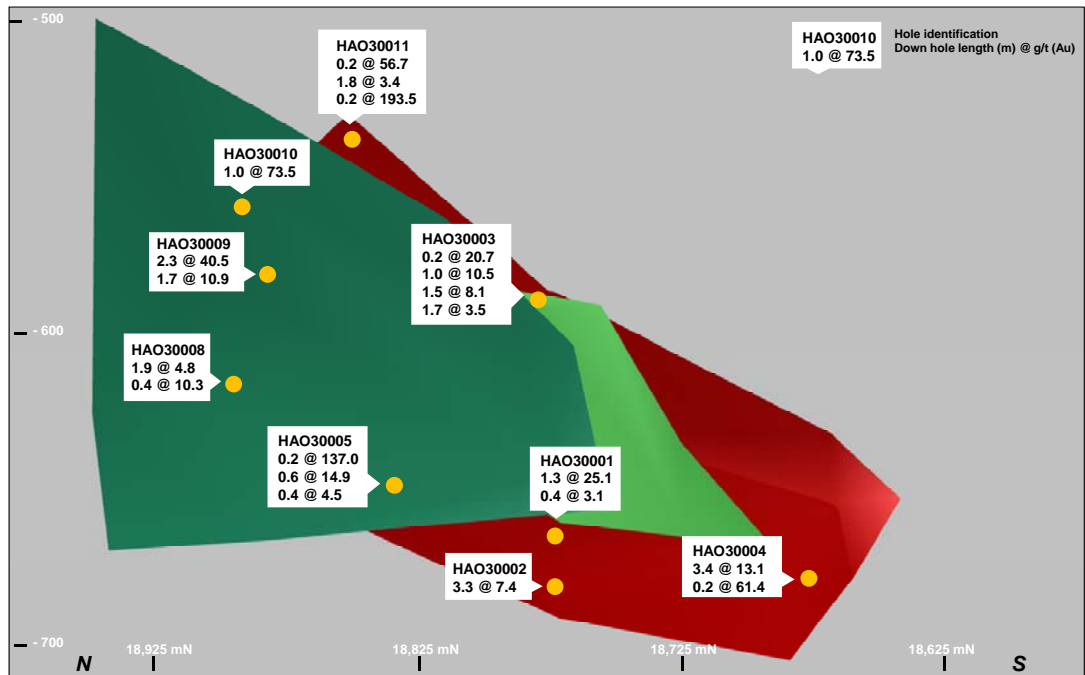 - 500
HAO30011
0.2 @ 56.7
1.8 @ 3.4
0.2 @ 193.5
HAO30010
1.0 @ 73.5
Hole identification
Down hole length (m) @ g/t (Au)
HAO30010
1.0 @ 73.5
HAO30009
2.3 @ 40.5
1.7 @ 10.9
HAO30003
0.2 @ 20.7
1.0 @ 10.5
1.5 @ 8.1
1.7 @ 3.5
- 600
HAO30008
1.9 @ 4.8
0.4 @ 10.3
HAO30005
0.2 @ 137.0
0.6 @ 14.9
0.4 @ 4.5
HAO30001
1.3 @ 25.1
0.4 @ 3.1
HAO30002
3.3 @ 7.4
HAO30004
3.4 @ 13.1
0.2 @ 61.4
- 700
N
18,925 mN
18,825 mN
18,725 mN
18,625 mN
S